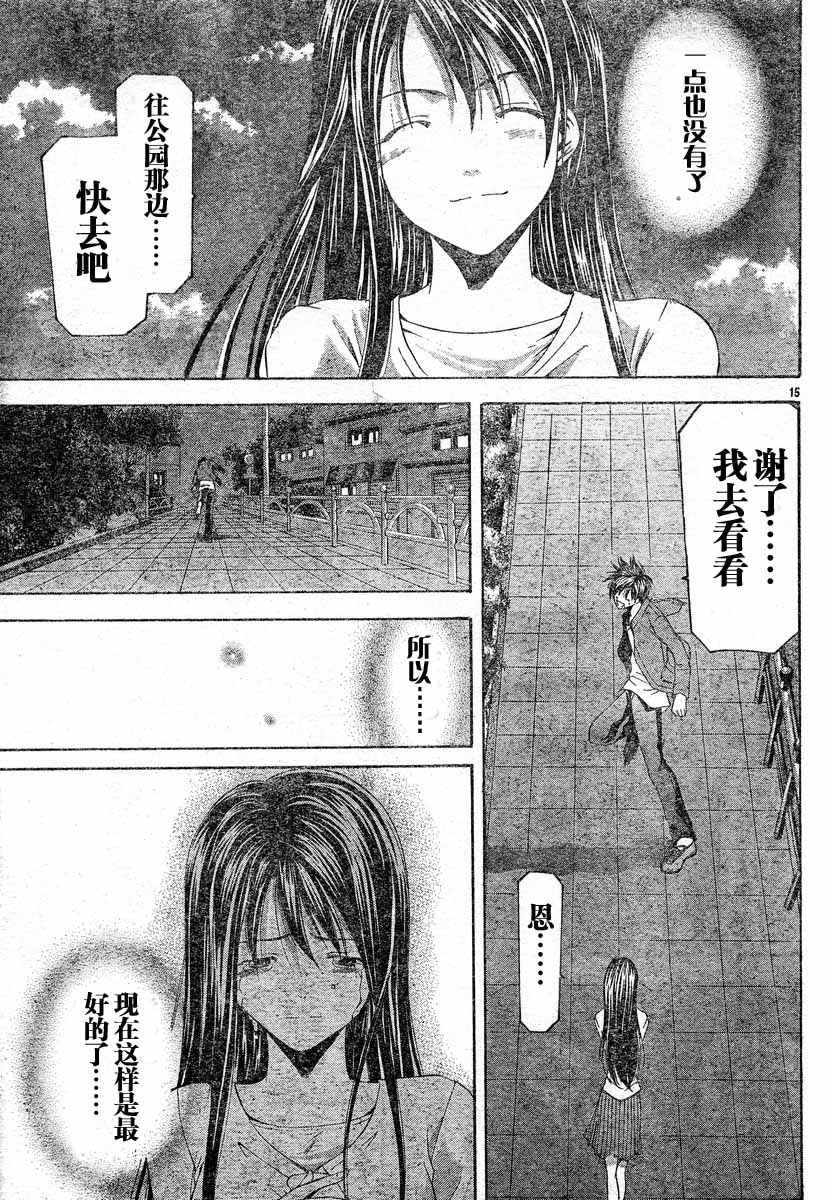 一点也没有了
往公园那边……
快去吧
15
谢了……
我去看看
恩……
所以……
现在这样是最
好的了……